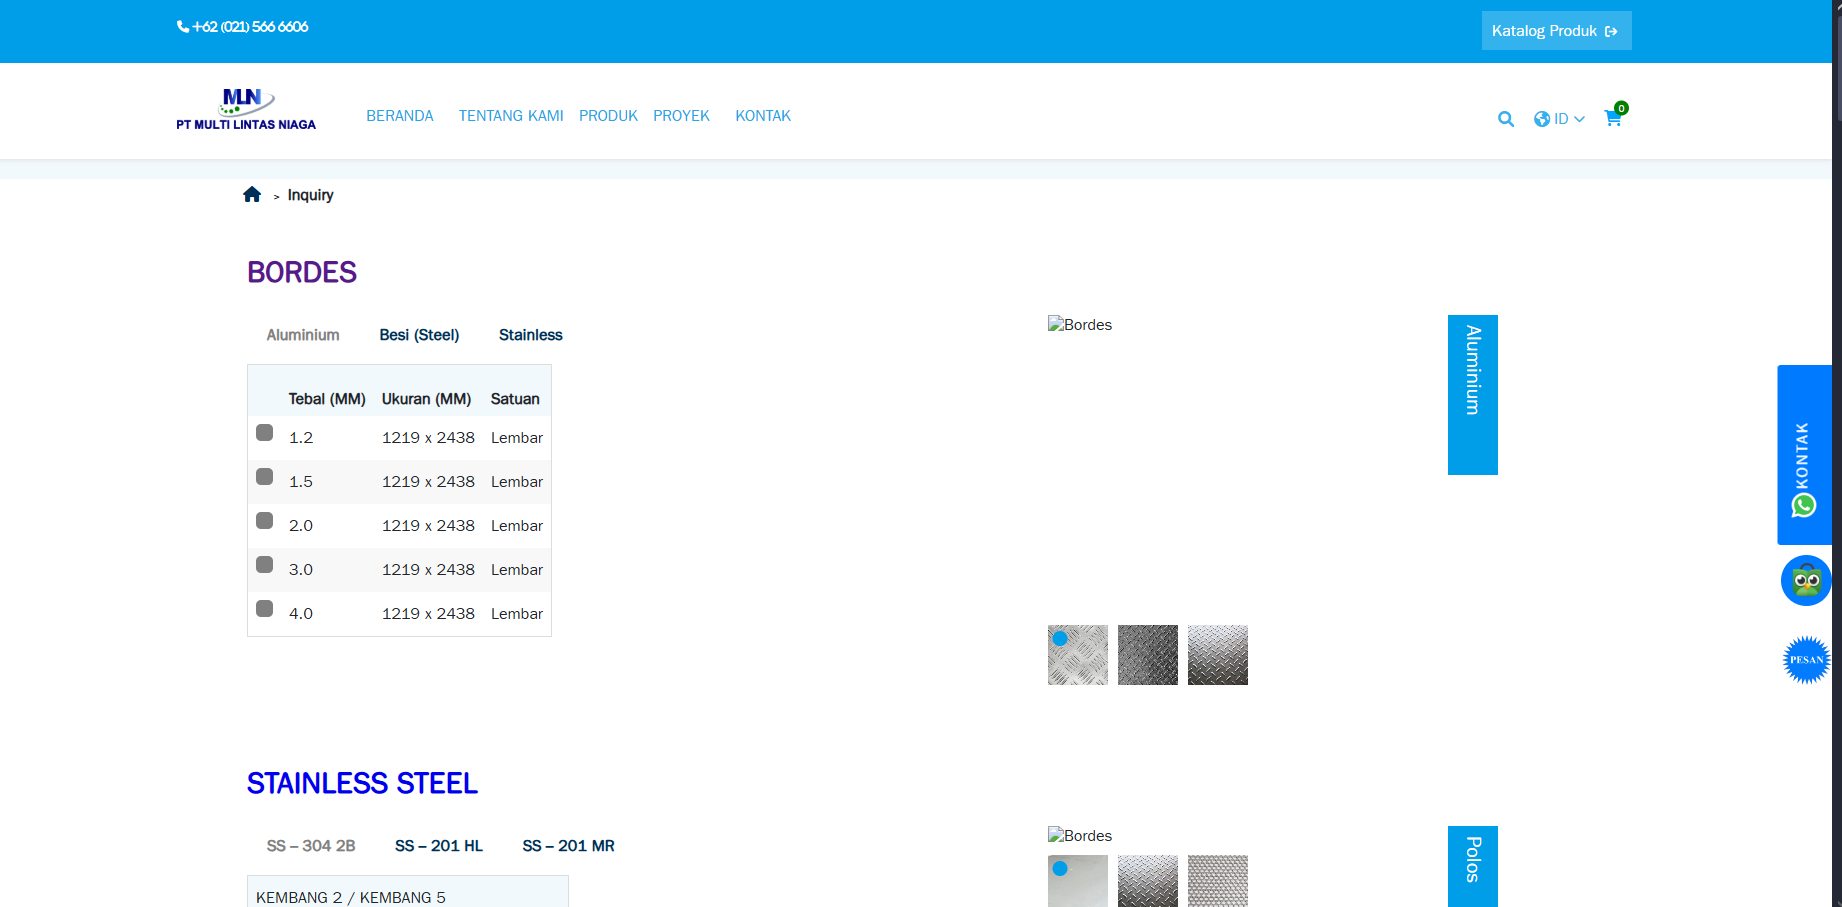 +62 (021) 566 6606
Katalog Produk
MLN
PT MULTI LINTAS NIAGA
BERANDA TENTANG KAMI PRODUK PROYEK KONTAK
ID
0
> Inquiry
BORDES
Aluminium Besi (Steel) Stainless
Tebal (MM) Ukuran (MM) Satuan
1.2 1219 x 2438 Lembar
1.5 1219 x 2438 Lembar
2.0 1219 x 2438 Lembar
3.0 1219 x 2438 Lembar
4.0 1219 x 2438 Lembar
Bordes
Aluminium
KONTAK
PESAN
STAINLESS STEEL
SS – 304 2B SS – 201 HL SS – 201 MR
KEMBANG 2 / KEMBANG 5
Bordes
Polos